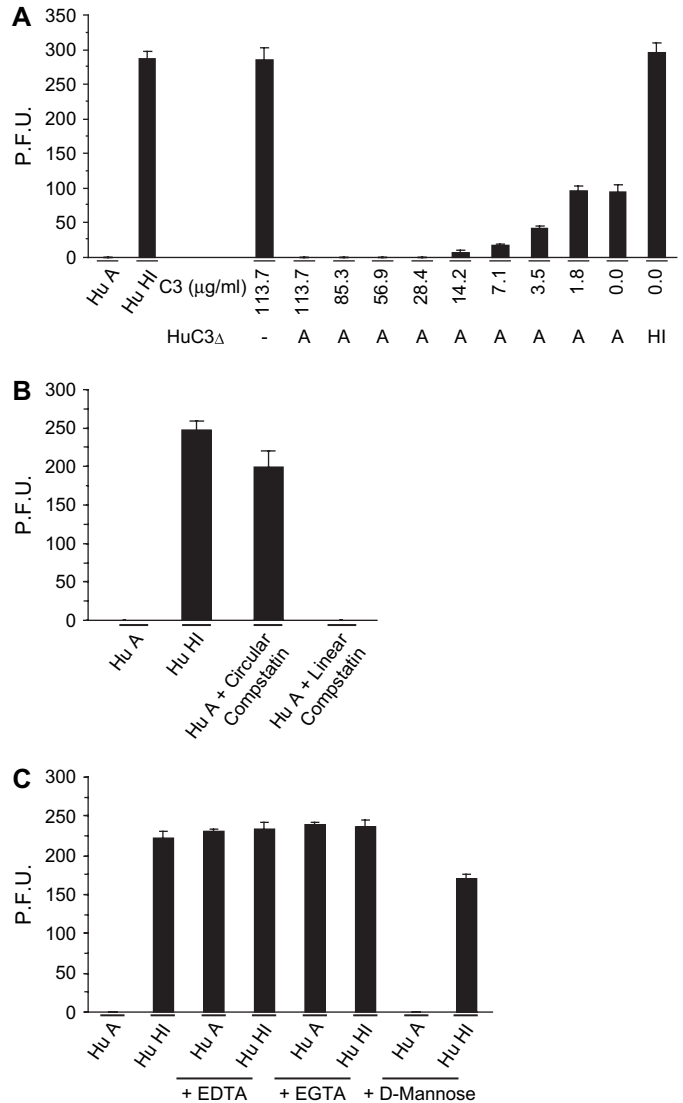 A
350
300
250
200
150
100
50
0
P.F.U.
Hu A
Hu HI
C3 (μg/ml)
113.7
113.7
85.3
56.9
28.4
14.2
7.1
3.5
1.8
0.0
0.0
HuC3Δ - A A A A A A A A A HI
B
300
250
200
150
100
50
0
P.F.U.
Hu A
Hu HI
Hu A + Circular
Compstatin
Hu A + Linear
Compstatin
C
300
250
200
150
100
50
0
P.F.U.
Hu A
Hu HI
Hu A
Hu HI
Hu A
Hu HI
Hu A
Hu HI
+ EDTA
+ EGTA
+ D-Mannose